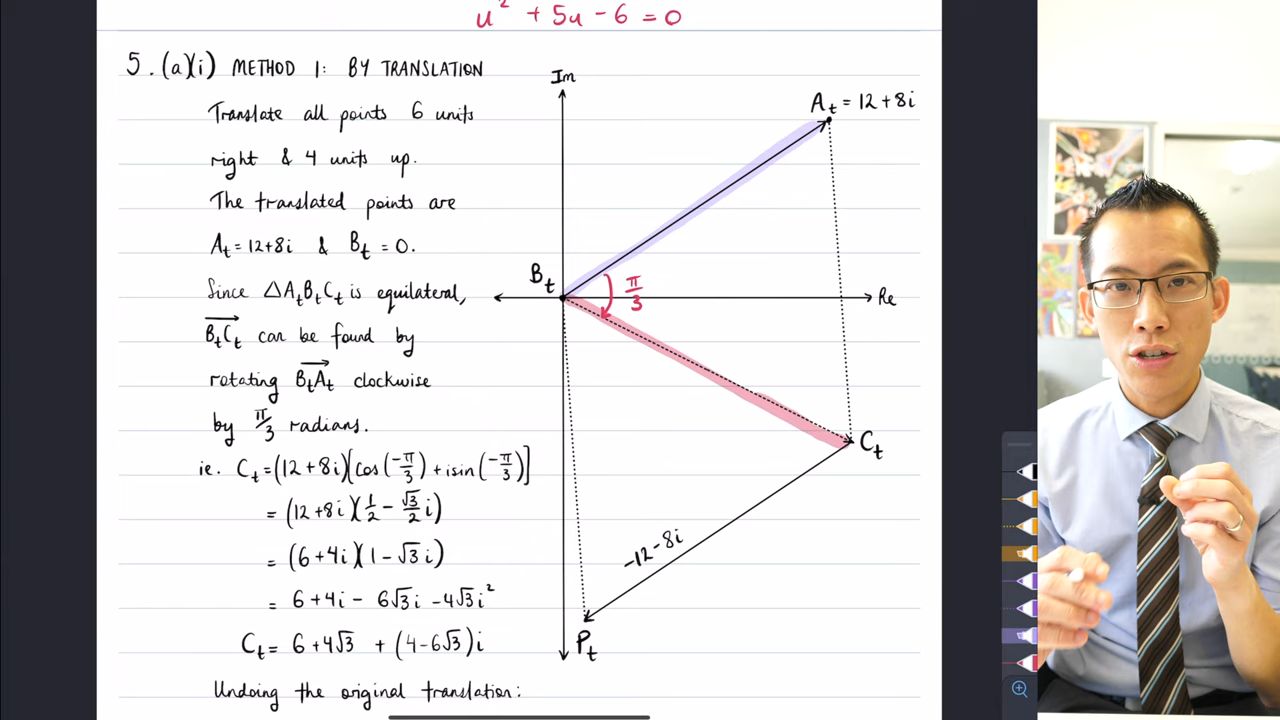 u² + 5u - 6 = 0
5. (a)(i) METHOD 1: BY TRANSLATION
Translate all points 6 units
right & 4 units up.
The translated points are
At = 12+8i & Bt = 0.
Since △AtBtCt is equilateral,
BtCt can be found by
rotating BtAt clockwise
by π/3 radians.
ie. Ct = (12+8i)[cos(-π/3) + isin(-π/3)]
= (12+8i)(1/2 - √3/2 i)
= (6+4i)(1-√3i)
= 6+4i - 6√3i - 4√3i²
Ct = 6+4√3 + (4-6√3)i
Undoing the original translation:
Im
At = 12+8i
Bt
π/3
Re
Ct
-12-8i
Pt